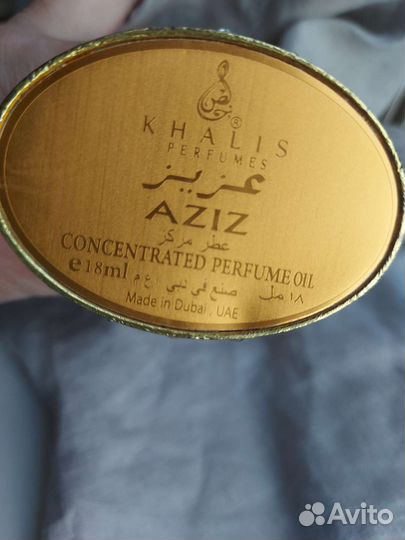 KHALIS®
PERFUMES
عزيز
AZIZ
عطر مركز
CONCENTRATED PERFUME OIL
e18ml صنع في دبي ، ا ع م ١٨ مل
Made in Dubai , UAE
Avito